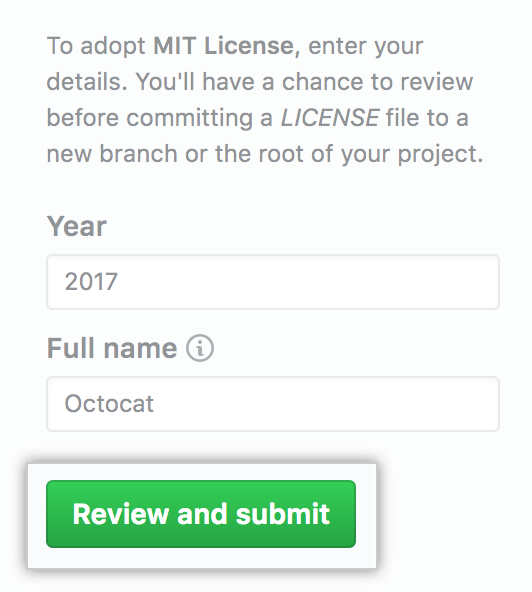 To adopt MIT License, enter your
details. You'll have a chance to review
before committing a LICENSE file to a
new branch or the root of your project.
Year
2017
Full name
Octocat
Review and submit